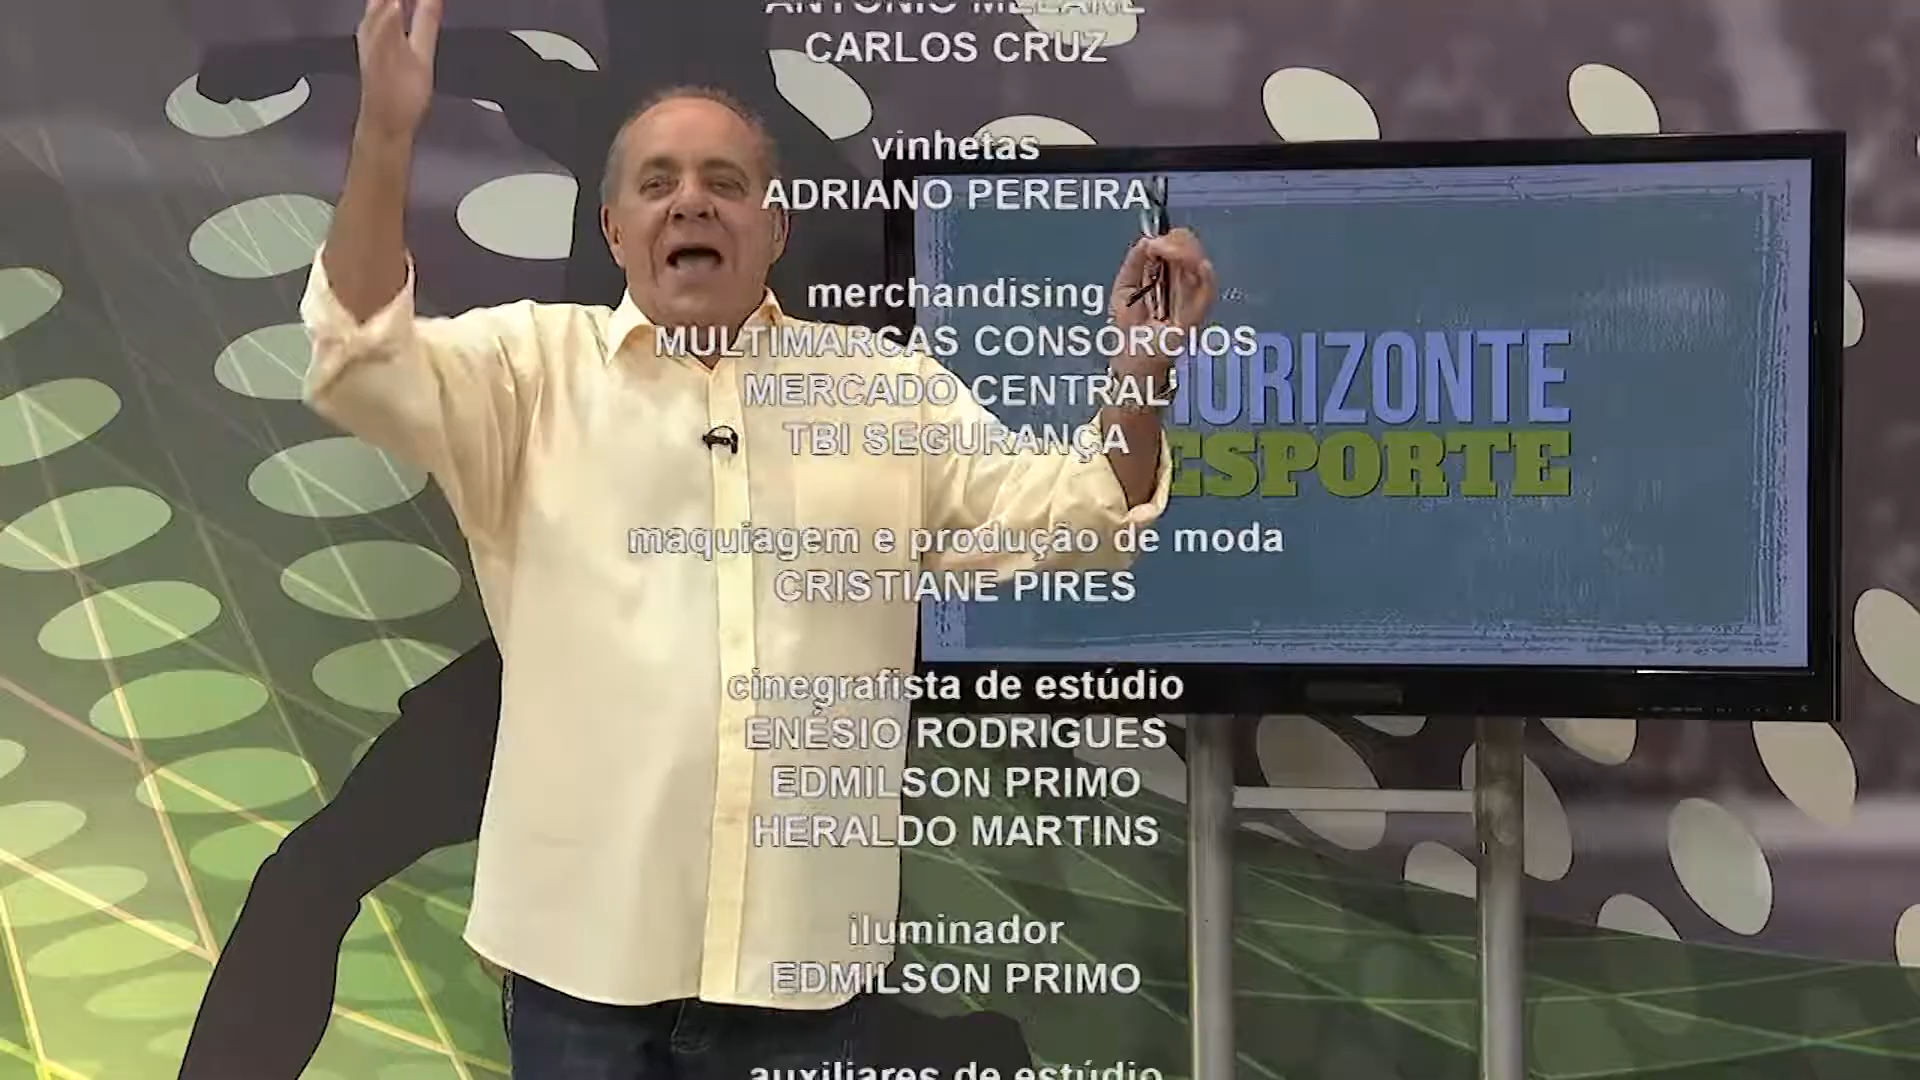 ANTÔNIO
CARLOS CRUZ
vinhetas
ADRIANO PEREIRA
merchandising
MULTIMARCAS CONSÓRCIOS
MERCADO CENTRAL
TBI SEGURANÇA
maquiagem e produção de moda
CRISTIANE PIRES
cinegrafista de estúdio
ENÉSIO RODRIGUES
EDMILSON PRIMO
HERALDO MARTINS
iluminador
EDMILSON PRIMO
auxiliares de estúdio
HORIZONTE
ESPORTE